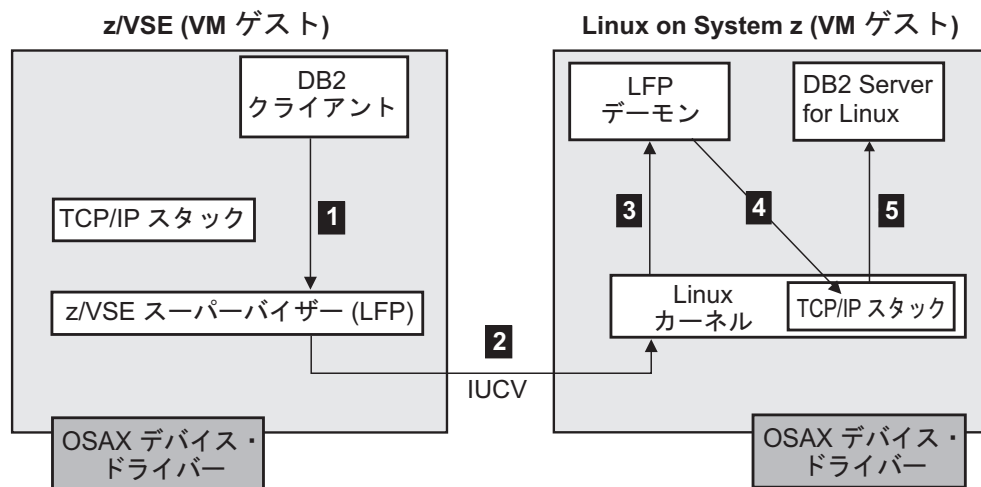 z/VSE (VM ゲスト)
DB2
クライアント
TCP/IP スタック
1
z/VSE スーパーバイザー (LFP)
OSAX デバイス・
ドライバー
2
IUCV
Linux on System z (VM ゲスト)
LFP
デーモン
DB2 Server
for Linux
3
4
5
Linux
カーネル
TCP/IP スタック
OSAX デバイス・
ドライバー